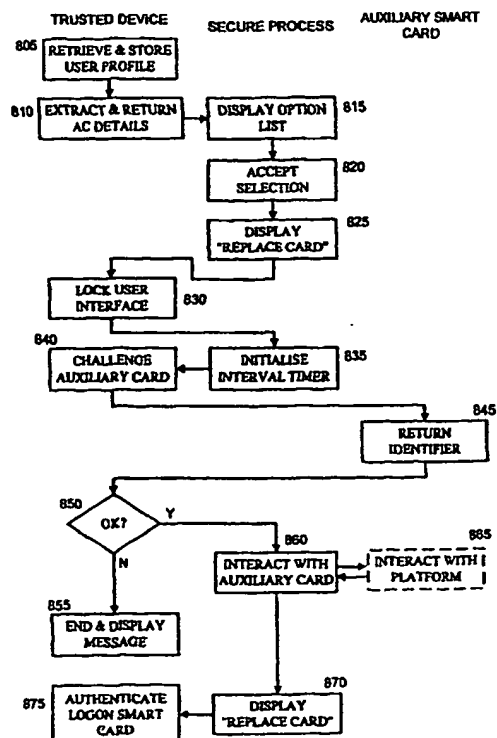 TRUSTED DEVICE
SECURE PROCESS
AUXILIARY SMART
CARD
805
RETRIEVE & STORE
USER PROFILE
810
EXTRACT & RETURN
AC DETAILS
DISPLAY OPTION
LIST
815
820
ACCEPT
SELECTION
825
DISPLAY
"REPLACE CARD"
LOCK USER
INTERFACE
830
840
CHALLENGE
AUXILIARY CARD
INITIALISE
INTERVAL TIMER
835
845
RETURN
IDENTIFIER
850
OK?
Y
N
860
INTERACT WITH
AUXILIARY CARD
865
INTERACT WITH
PLATFORM
855
END & DISPLAY
MESSAGE
870
875
AUTHENTICATE
LOGON SMART
CARD
DISPLAY
"REPLACE CARD"